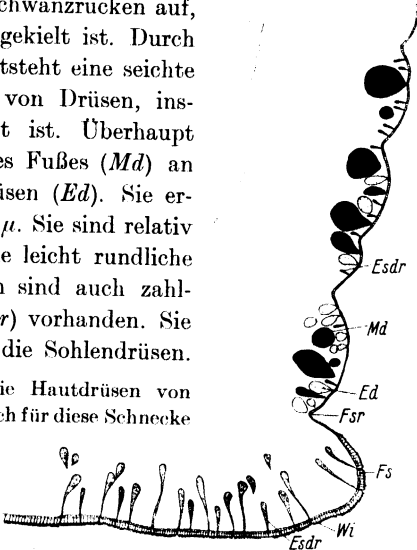 chwanzrücken auf,
gekielt ist. Durch
tsteht eine seichte
von Drüsen, ins-
t ist. Überhaupt
es Fußes (Md) an
üsen (Ed). Sie er-
μ. Sie sind relativ
e leicht rundliche
n sind auch zahl-
r) vorhanden. Sie
die Sohlendrüsen.
ie Hautdrüsen von
ch für diese Schnecke
Esdr
Md
Ed
Fsr
Fs
Wi
Esdr